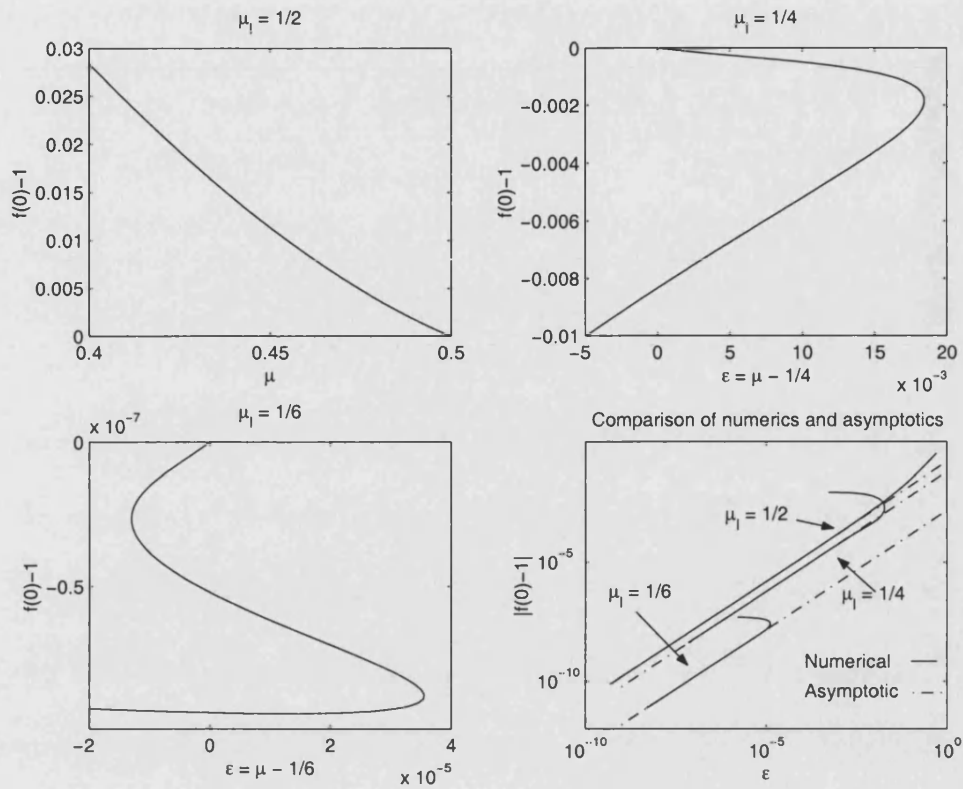 μ_l = 1/2
0.03
0.025
0.02
0.015
0.01
0.005
0
f(0)−1
0.4
0.45
0.5
μ
μ_l = 1/4
0
−0.002
−0.004
−0.006
−0.008
−0.01
f(0)−1
−5
0
5
10
15
20
ε = μ − 1/4
x 10⁻³
x 10⁻⁷
μ_l = 1/6
0
−0.5
f(0)−1
−2
0
2
4
ε = μ − 1/6
x 10⁻⁵
Comparison of numerics and asymptotics
|f(0)−1|
10⁻⁵
10⁻¹⁰
μ_l = 1/2
μ_l = 1/6
μ_l = 1/4
Numerical
Asymptotic
10⁻¹⁰
10⁻⁵
10⁰
ε